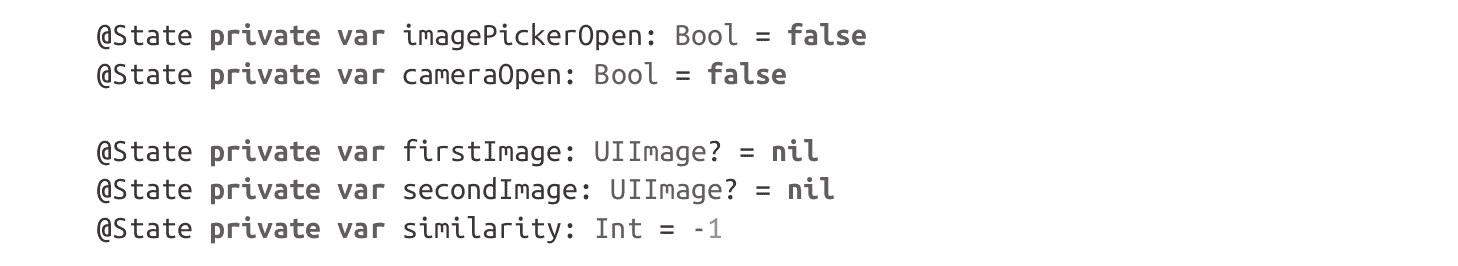 @State private var imagePickerOpen: Bool = false
@State private var cameraOpen: Bool = false
@State private var firstImage: UIImage? = nil
@State private var secondImage: UIImage? = nil
@State private var similarity: Int = -1